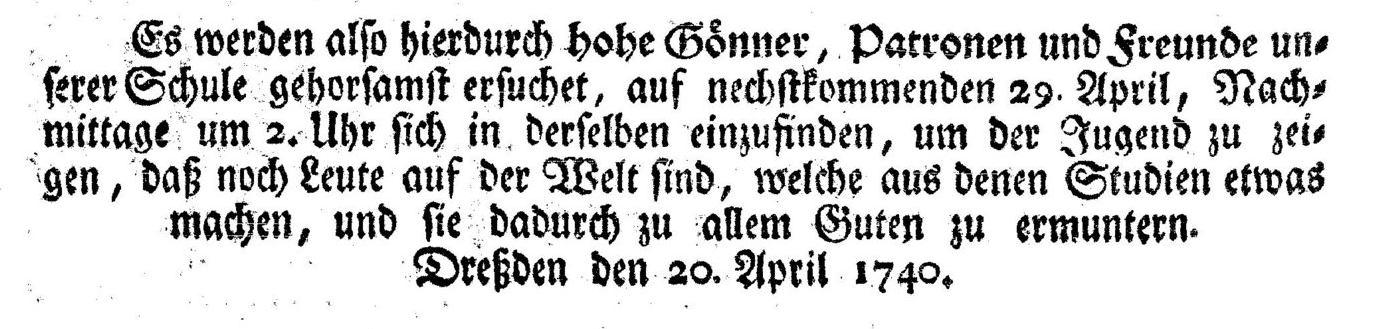 Es werden also hierdurch hohe Gönner, Patronen und Freunde un-
serer Schule gehorsamst ersuchet, auf nechstkommenden 29. April, Nach-
mittage um 2. Uhr sich in derselben einzufinden, um der Jugend zu zei-
gen, daß noch Leute auf der Welt sind, welche aus denen Studien etwas
machen, und sie dadurch zu allem Guten zu ermuntern.
Dreßden den 20. April 1740.